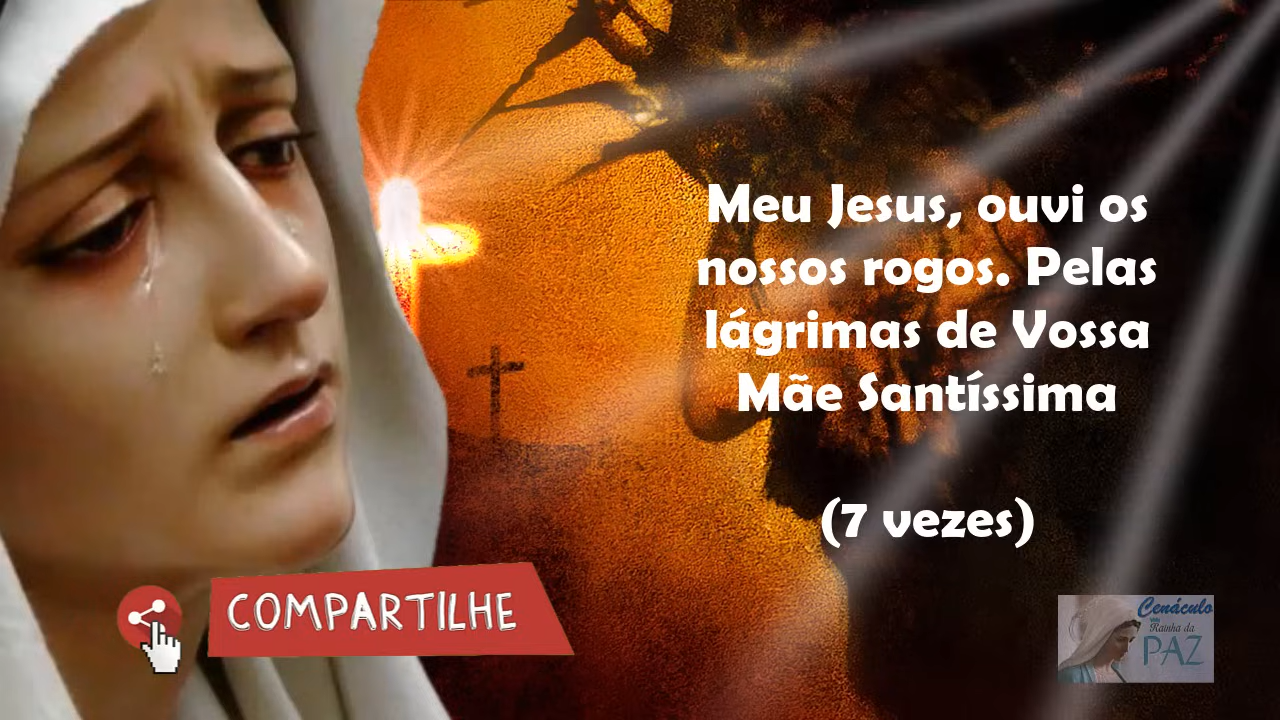 Meu Jesus, ouvi os
nossos rogos. Pelas
lágrimas de Vossa
Mãe Santíssima
(7 vezes)
COMPARTILHE
Cenáculo
Rainha da
PAZ